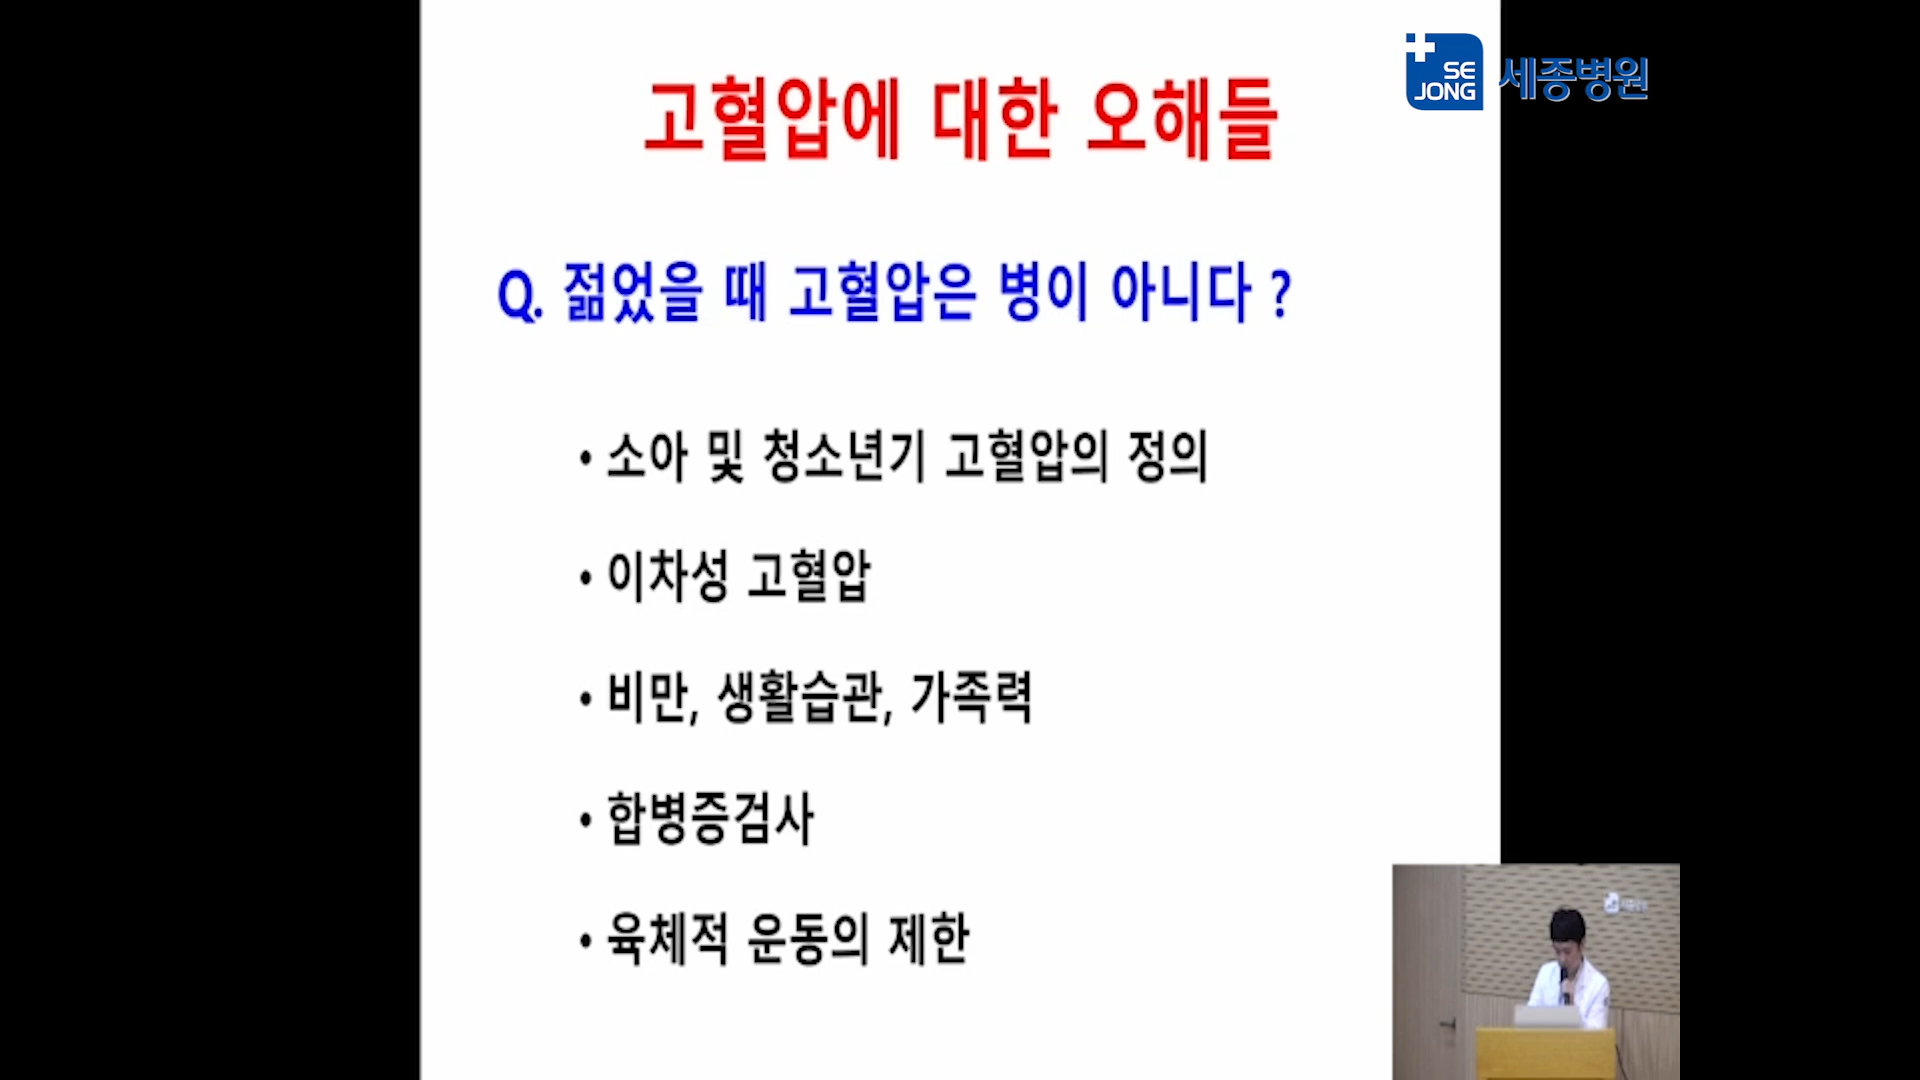 고혈압에 대한 오해들
SE
JONG
세종병원
Q. 젊었을 때 고혈압은 병이 아니다 ?
• 소아 및 청소년기 고혈압의 정의
• 이차성 고혈압
• 비만, 생활습관, 가족력
• 합병증검사
• 육체적 운동의 제한